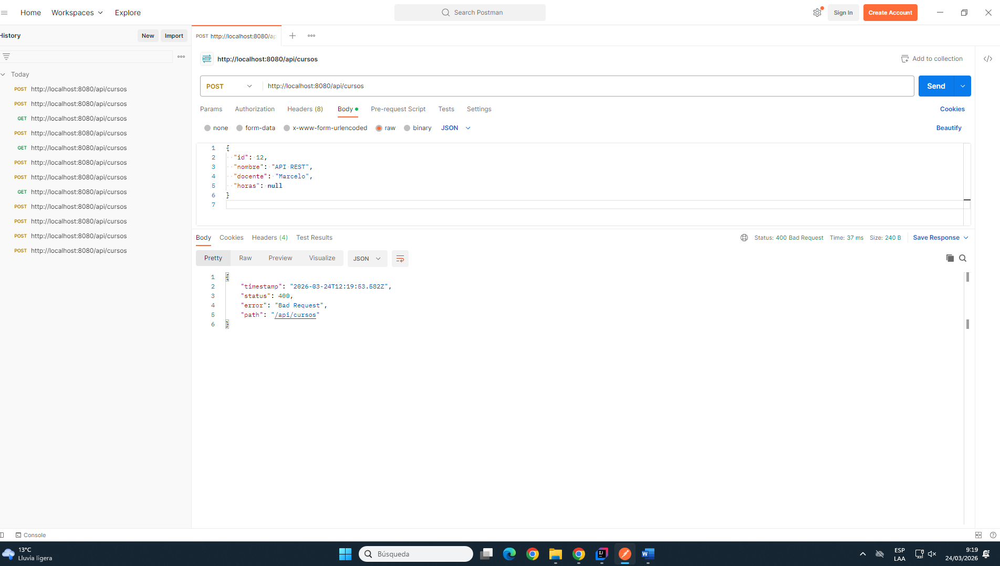 Home Workspaces Explore Search Postman Sign In Create Account
History New Import
POST http://localhost:8080/ap
http://localhost:8080/api/cursos Add to collection
Today
POST http://localhost:8080/api/cursos
POST http://localhost:8080/api/cursos
GET http://localhost:8080/api/cursos
POST http://localhost:8080/api/cursos
GET http://localhost:8080/api/cursos
POST http://localhost:8080/api/cursos
POST http://localhost:8080/api/cursos
GET http://localhost:8080/api/cursos
POST http://localhost:8080/api/cursos
POST http://localhost:8080/api/cursos
POST http://localhost:8080/api/cursos
POST http://localhost:8080/api/cursos
POST http://localhost:8080/api/cursos Send
Params Authorization Headers (8) Body Pre-request Script Tests Settings Cookies
none form-data x-www-form-urlencoded raw binary JSON Beautify
1 {
2 "id": 12,
3 "nombre": "API REST",
4 "docente": "Marcelo",
5 "horas": null
6 }
7
Body Cookies Headers (4) Test Results Status: 400 Bad Request Time: 37 ms Size: 240 B Save Response
Pretty Raw Preview Visualize JSON
1 {
2 "timestamp": "2026-03-24T12:19:53.582Z",
3 "status": 400,
4 "error": "Bad Request",
5 "path": "/api/cursos"
6 }
Console
13°C
Lluvia ligera
Búsqueda
ESP
LAA
9:19
24/03/2026